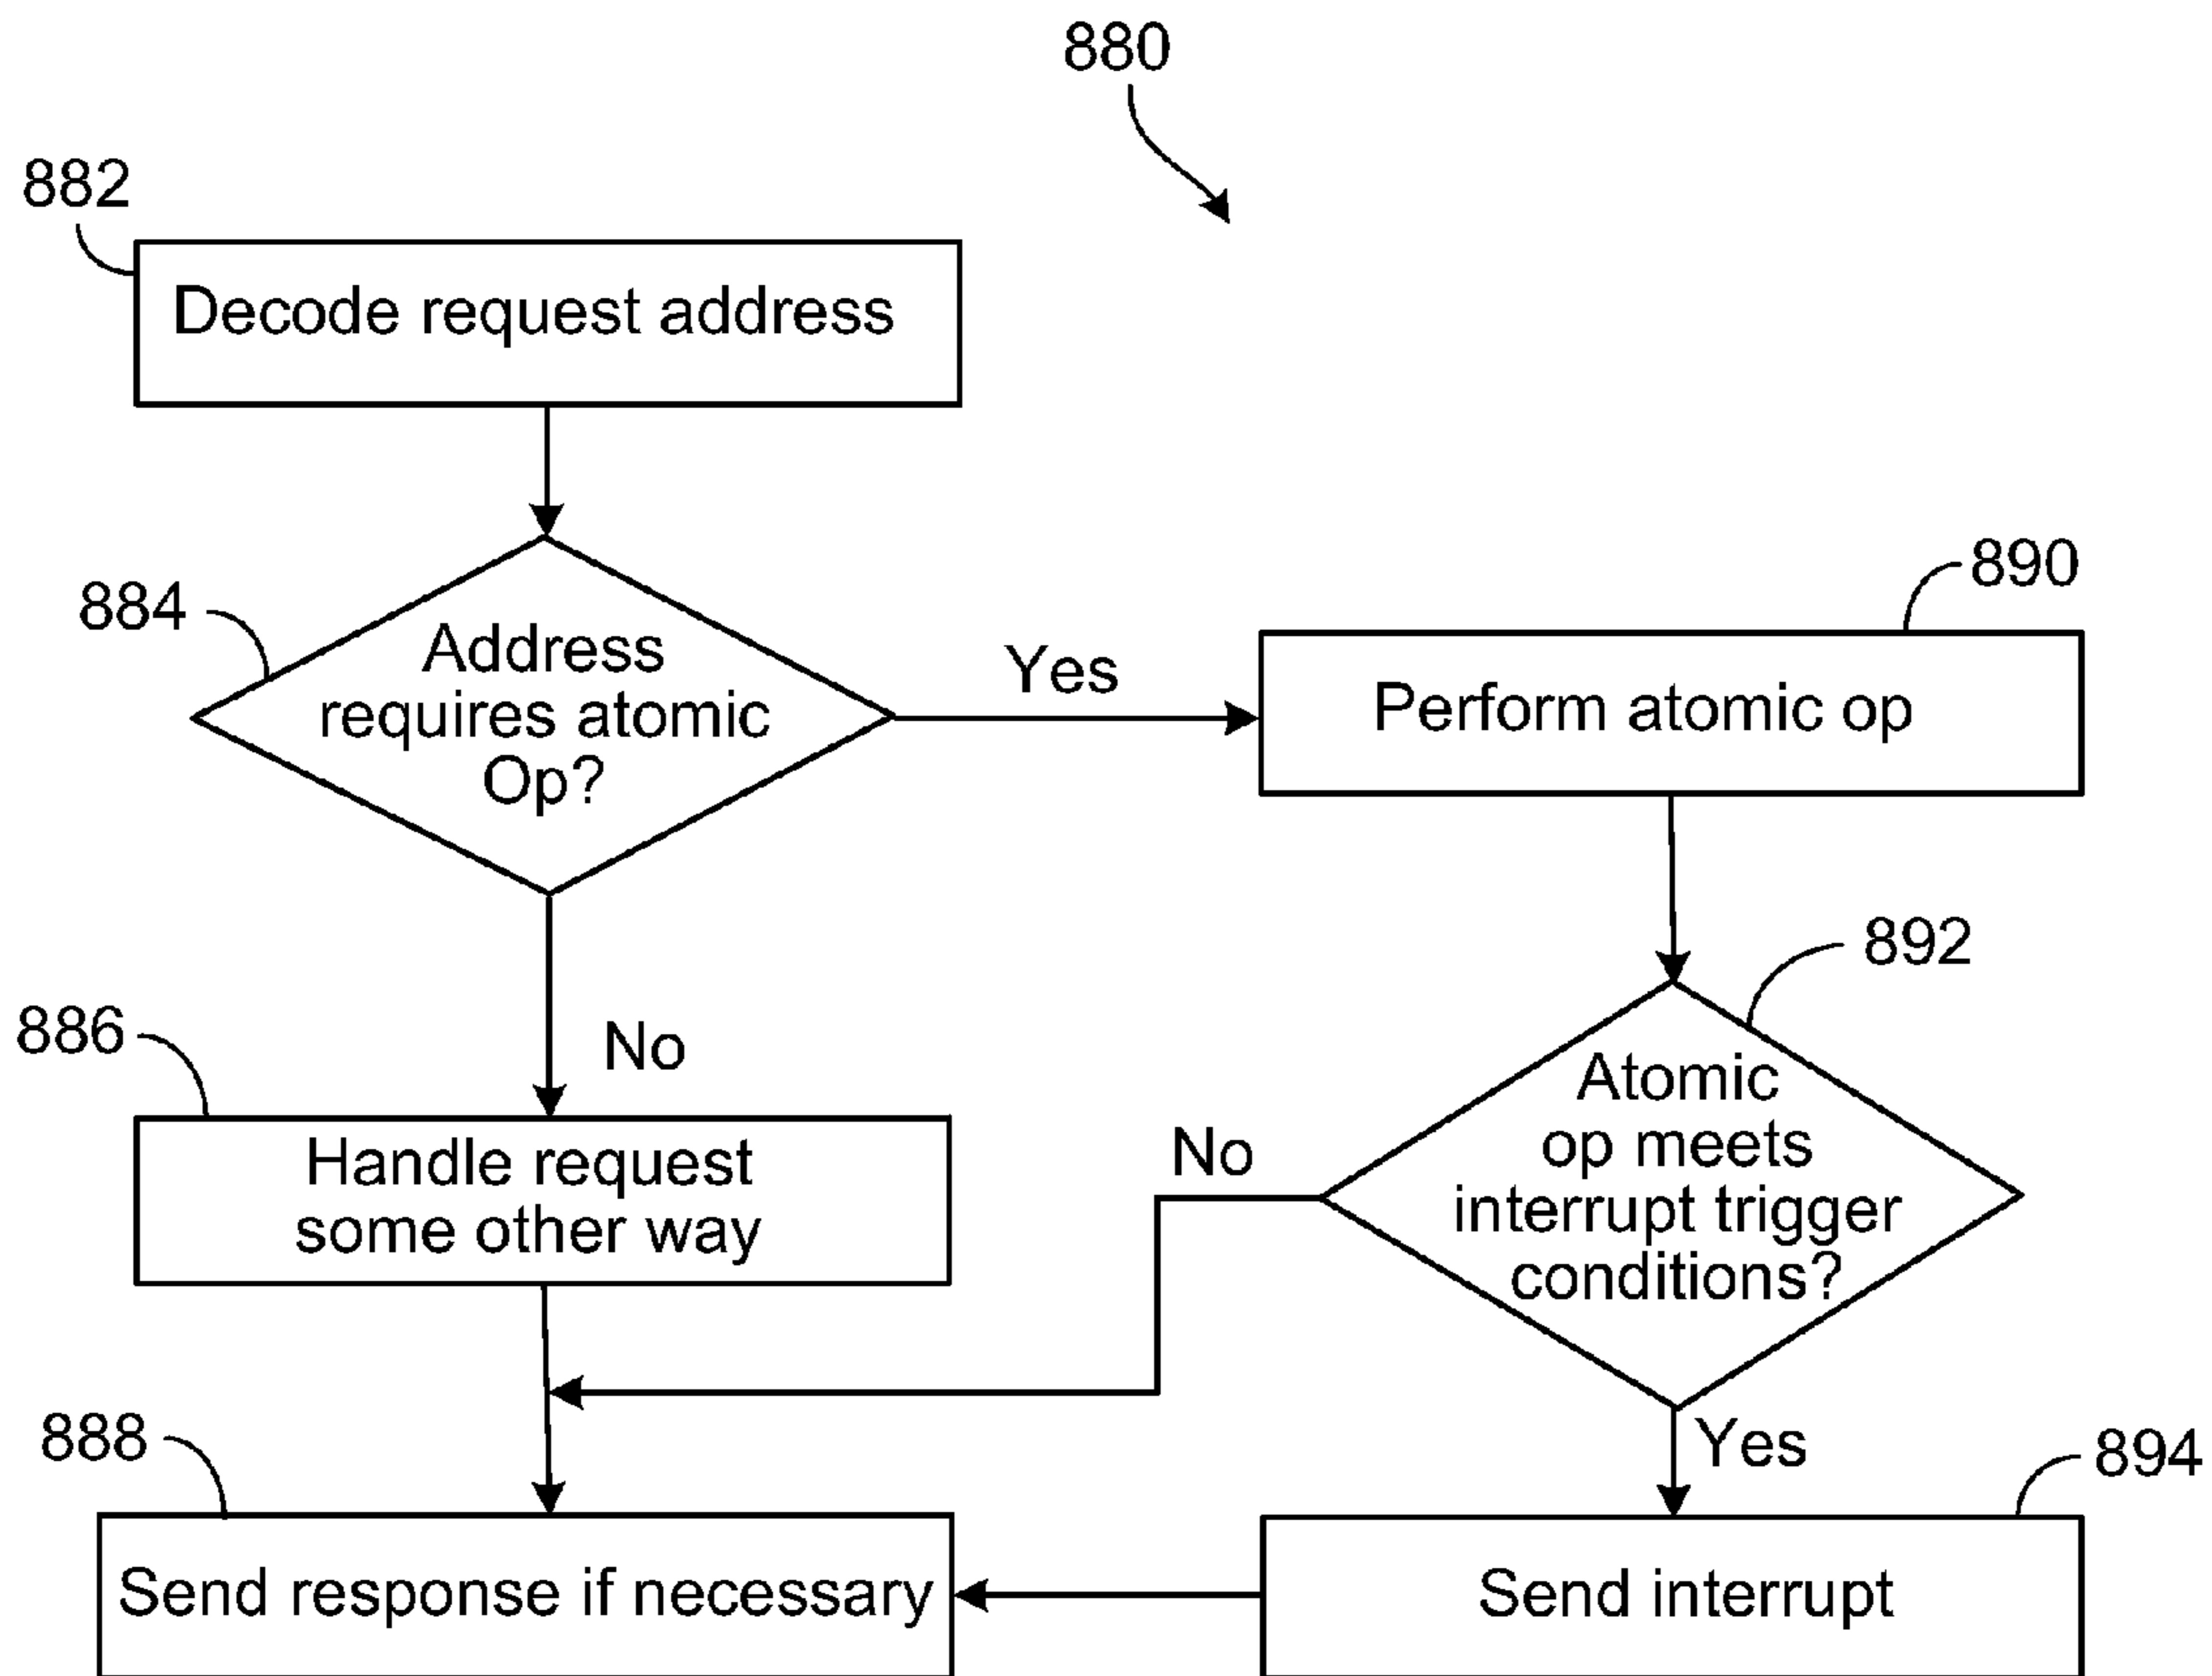 880
882
Decode request address
884
Address
requires atomic
Op?
Yes
890
Perform atomic op
892
Atomic
op meets
interrupt trigger
conditions?
No
886
Handle request
some other way
No
888
Send response if necessary
Yes
894
Send interrupt